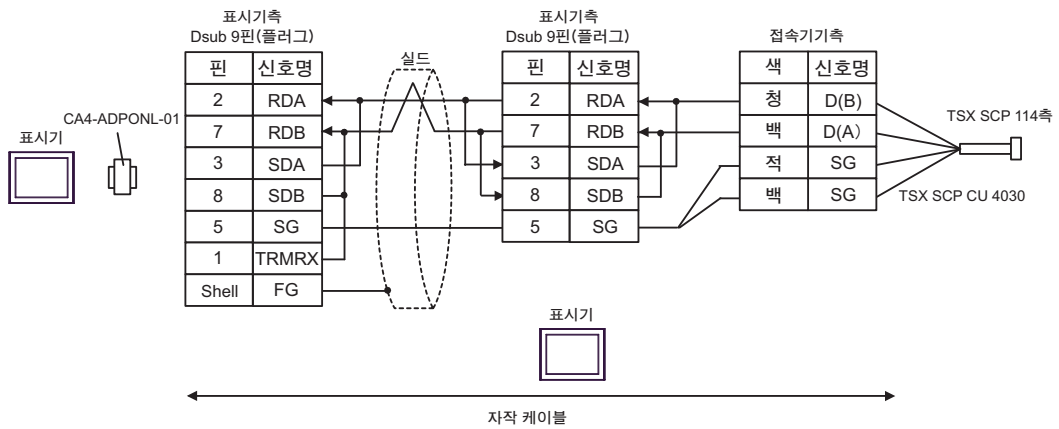 표시기측
Dsub 9핀(플러그)
핀 신호명
2 RDA
7 RDB
3 SDA
8 SDB
5 SG
1 TRMRX
Shell FG
표시기
CA4-ADPONL-01
실드
표시기측
Dsub 9핀(플러그)
핀 신호명
2 RDA
7 RDB
3 SDA
8 SDB
5 SG
접속기기측
색 신호명
청 D(B)
백 D(A)
적 SG
백 SG
TSX SCP 114측
TSX SCP CU 4030
표시기
자작 케이블